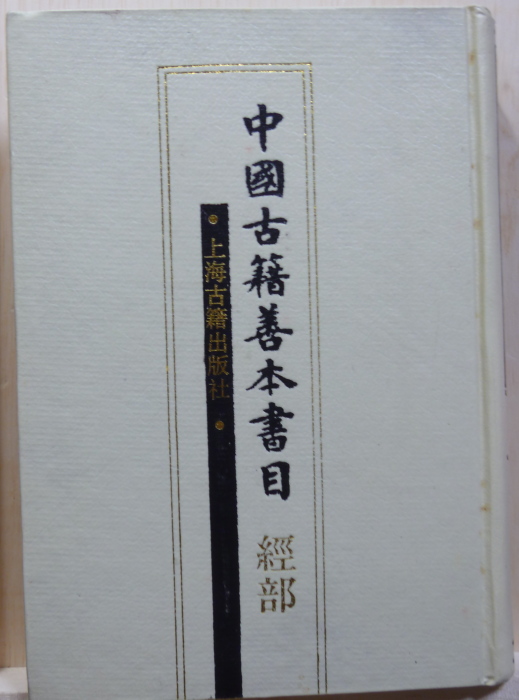 中國古籍善本書目
經部
上海古籍出版社